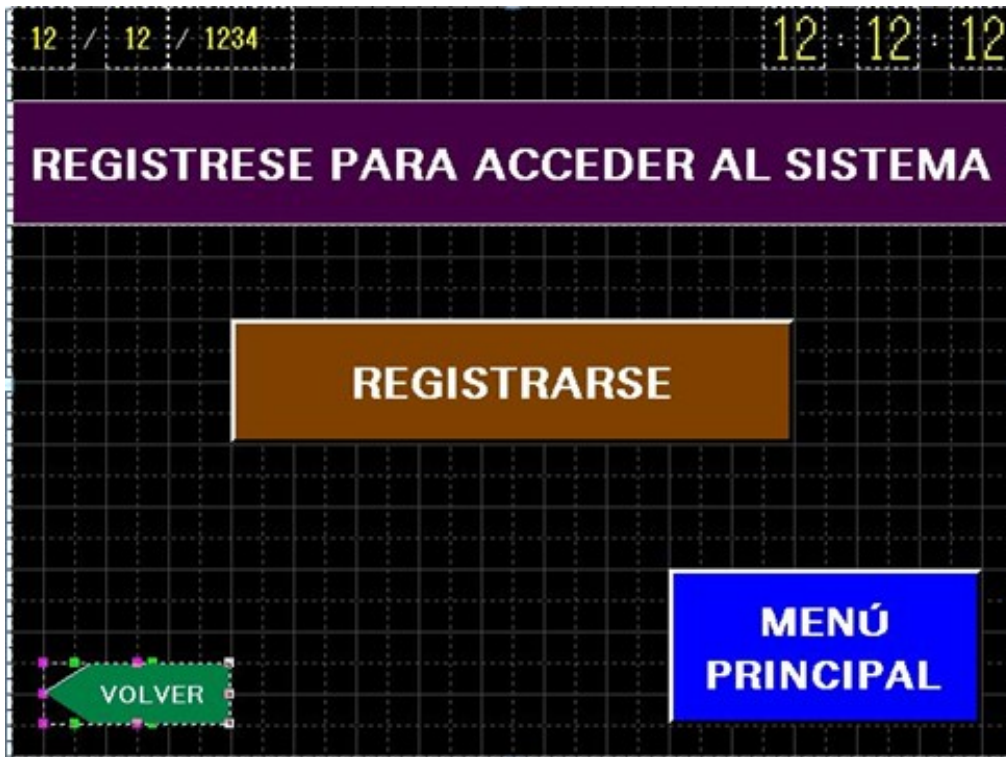 12 / 12 / 1234 12 : 12 : 12
REGISTRESE PARA ACCEDER AL SISTEMA
REGISTRARSE
MENÚ
PRINCIPAL
VOLVER